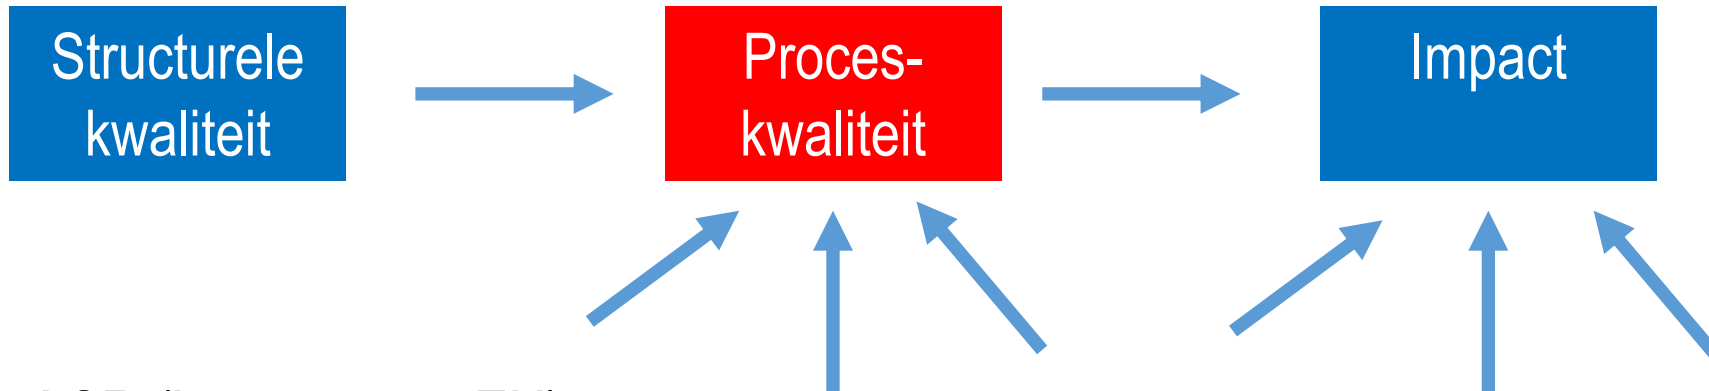 Structurele
kwaliteit
Proces-
kwaliteit
Impact